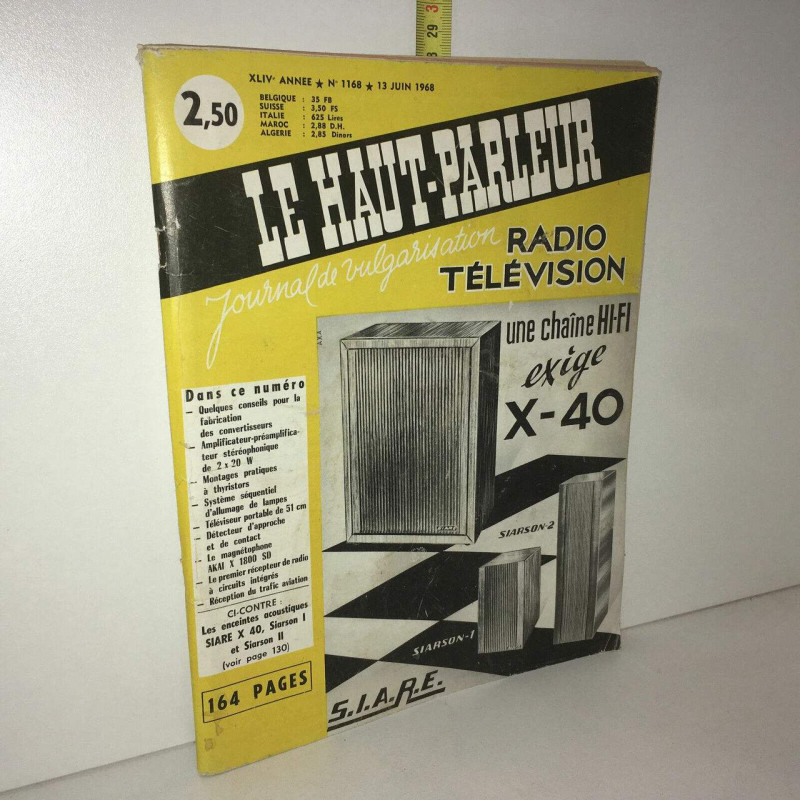 29 3
XLIVe ANNEE ★ N° 1168 ★ 13 JUIN 1968
2,50
BELGIQUE : 35 FB
SUISSE : 3,50 FS
ITALIE : 625 Lires
MAROC : 2,88 D.H.
ALGERIE : 2,85 Dinars
LE HAUT-PARLEUR
Journal de vulgarisation RADIO
TÉLÉVISION
AKA
une chaîne HI-FI
exige
X-40
Dans ce numéro
— Quelques conseils pour la
fabrication
des convertisseurs
— Amplificateur-préamplifica-
teur stéréophonique
de 2 x 20 W
— Montages pratiques
à thyristors
— Système séquentiel
d'allumage de lampes
— Téléviseur portable de 51 cm
— Détecteur d'approche
et de contact
— Le magnétophone
AKAI X 1800 SD
— Le premier récepteur de radio
à circuits intégrés
— Réception du trafic aviation
CI-CONTRE :
Les enceintes acoustiques
SIARE X 40, Siarson I
et Siarson II
(voir page 130)
164 PAGES
SIARSON-2
SIARSON-1
S.I.A.R.E.